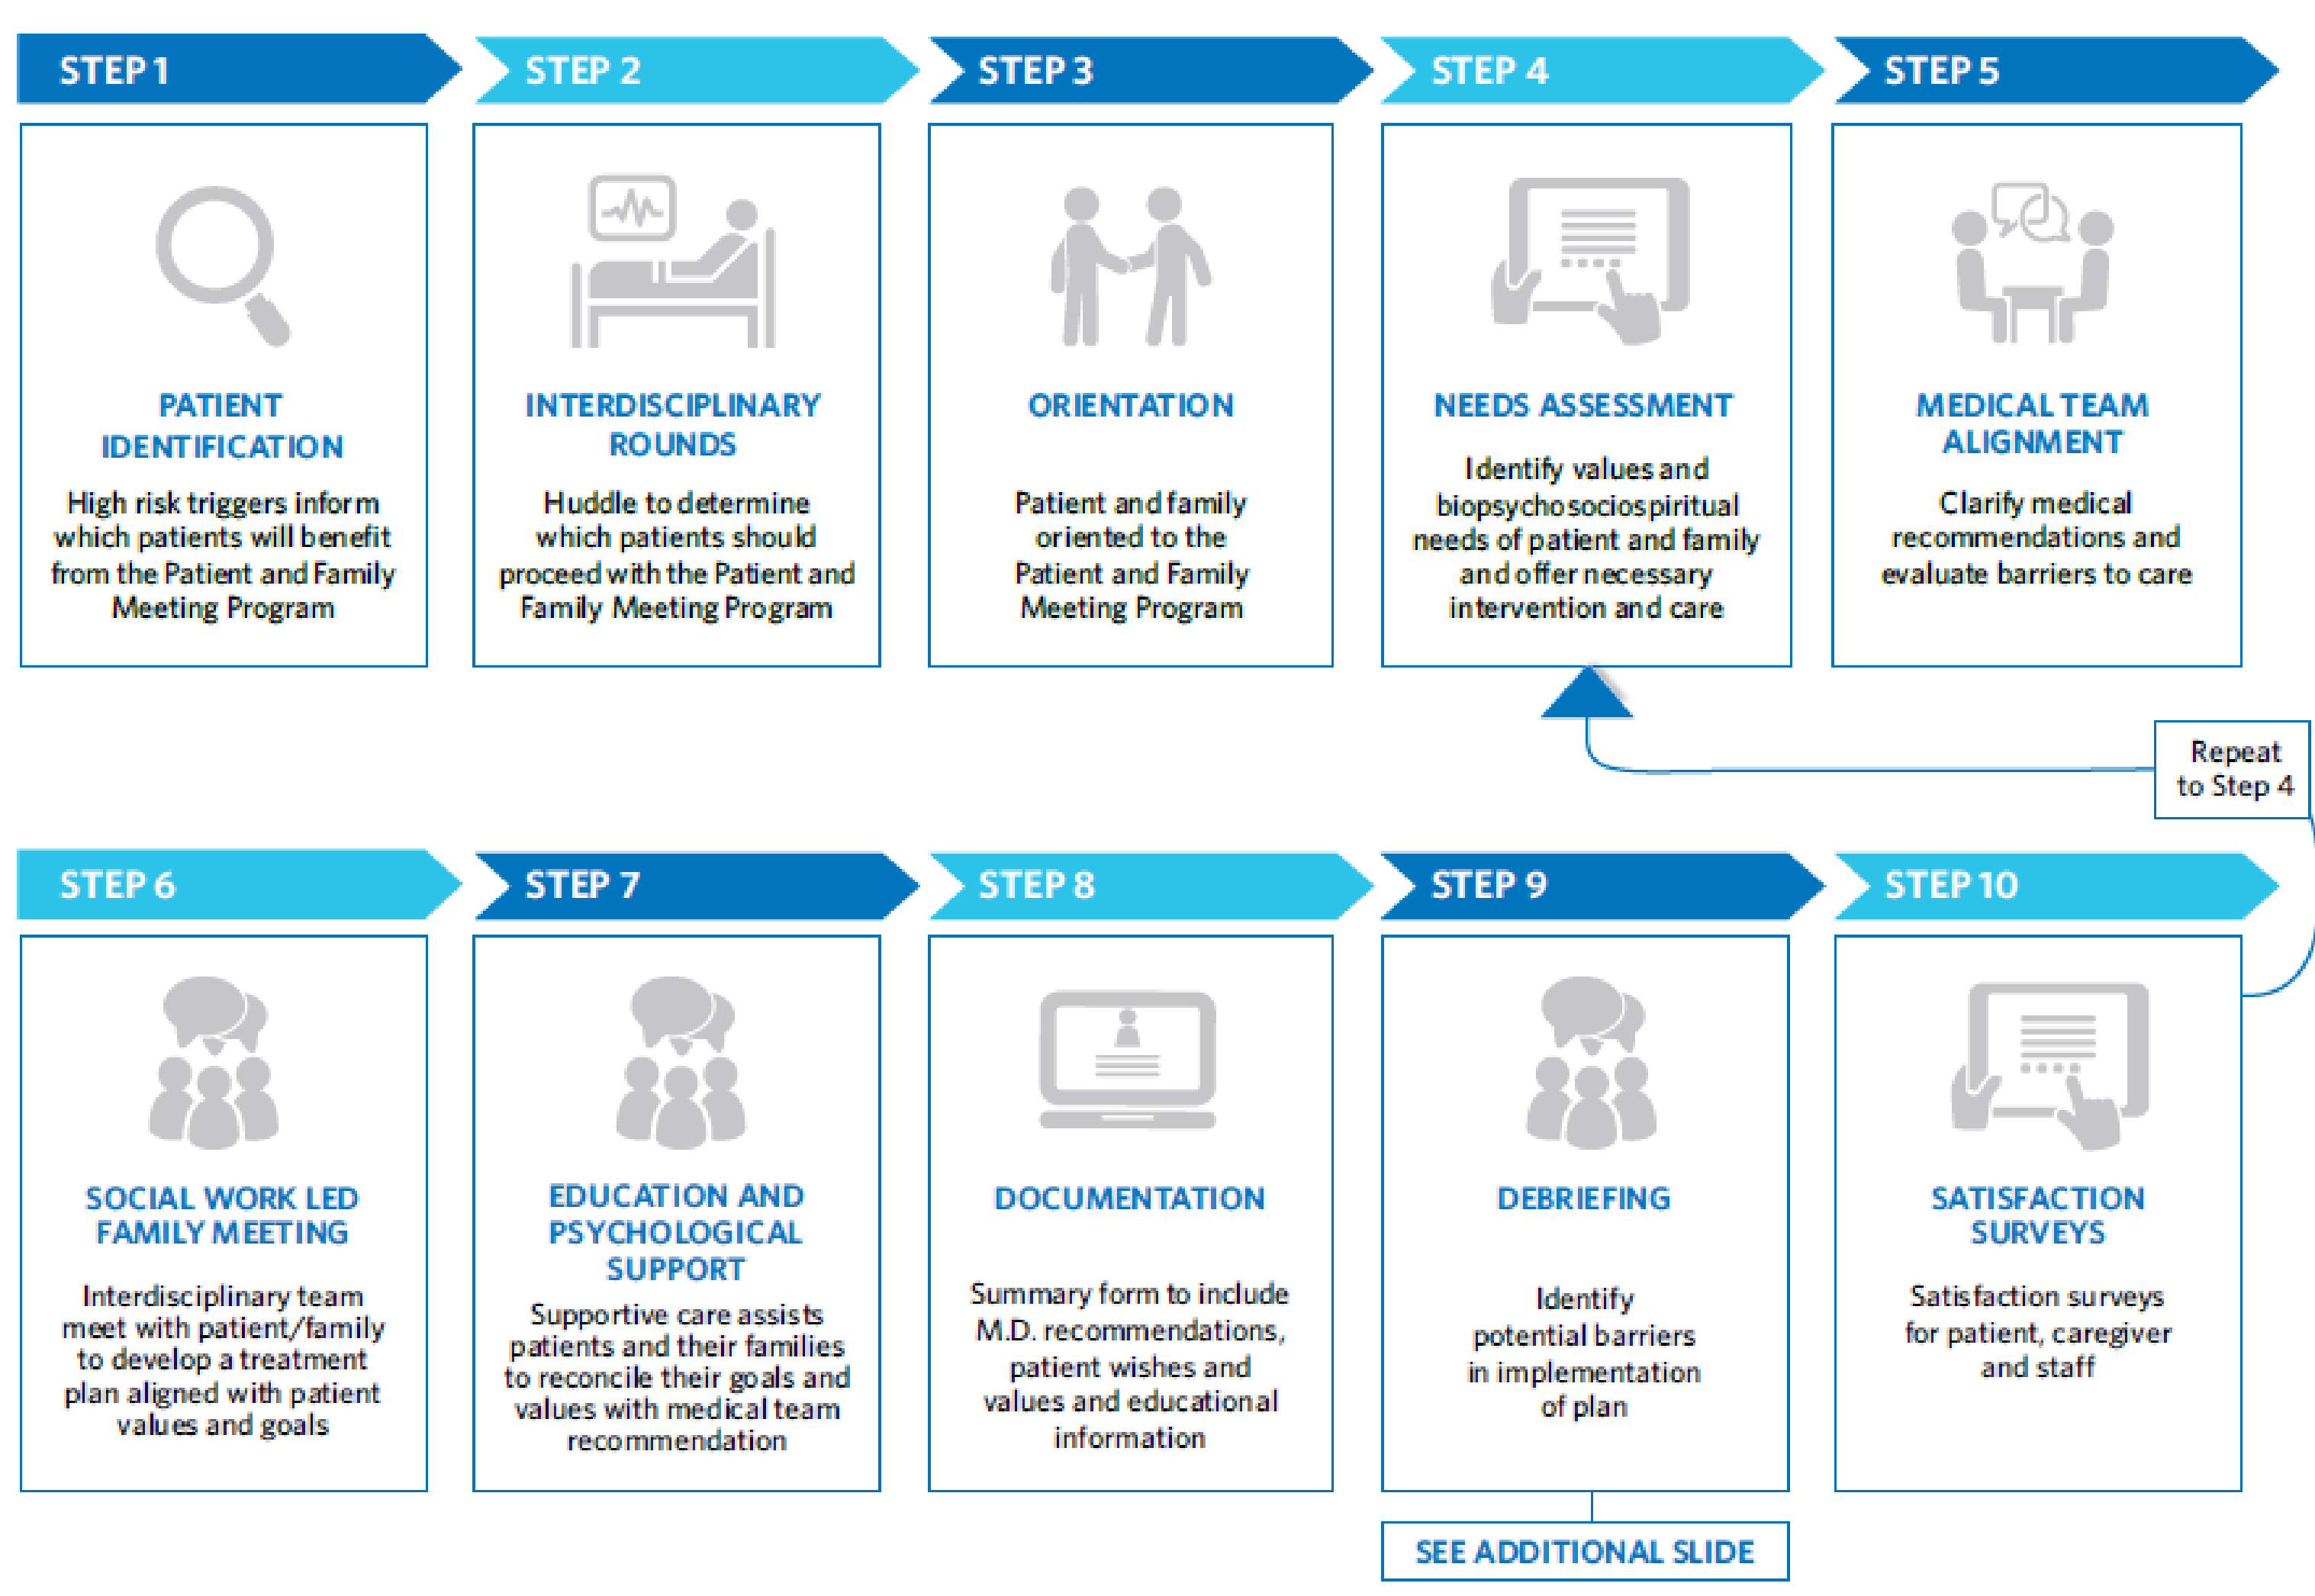 STEP 1
PATIENT
IDENTIFICATION
High risk triggers inform
which patients will benefit
from the Patient and Family
Meeting Program
STEP 2
INTERDISCIPLINARY
ROUNDS
Huddle to determine
which patients should
proceed with the Patient and
Family Meeting Program
STEP 3
ORIENTATION
Patient and family
oriented to the
Patient and Family
Meeting Program
STEP 4
NEEDS ASSESSMENT
Identify values and
biopsychosociospiritual
needs of patient and family
and offer necessary
intervention and care
STEP 5
MEDICAL TEAM
ALIGNMENT
Clarify medical
recommendations and
evaluate barriers to care
Repeat
to Step 4
STEP 6
SOCIAL WORK LED
FAMILY MEETING
Interdisciplinary team
meet with patient/family
to develop a treatment
plan aligned with patient
values and goals
STEP 7
EDUCATION AND
PSYCHOLOGICAL
SUPPORT
Supportive care assists
patients and their families
to reconcile their goals and
values with medical team
recommendation
STEP 8
DOCUMENTATION
Summary form to include
M.D. recommendations,
patient wishes and
values and educational
information
STEP 9
DEBRIEFING
Identify
potential barriers
in implementation
of plan
SEE ADDITIONAL SLIDE
STEP 10
SATISFACTION
SURVEYS
Satisfaction surveys
for patient, caregiver
and staff